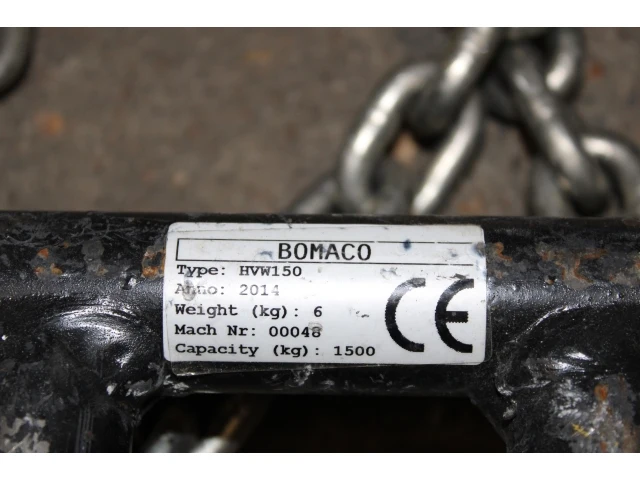 BOMACO
Type: HVW150
Anno: 2014
Weight (kg): 6
Mach Nr: 00048
Capacity (kg): 1500
CE